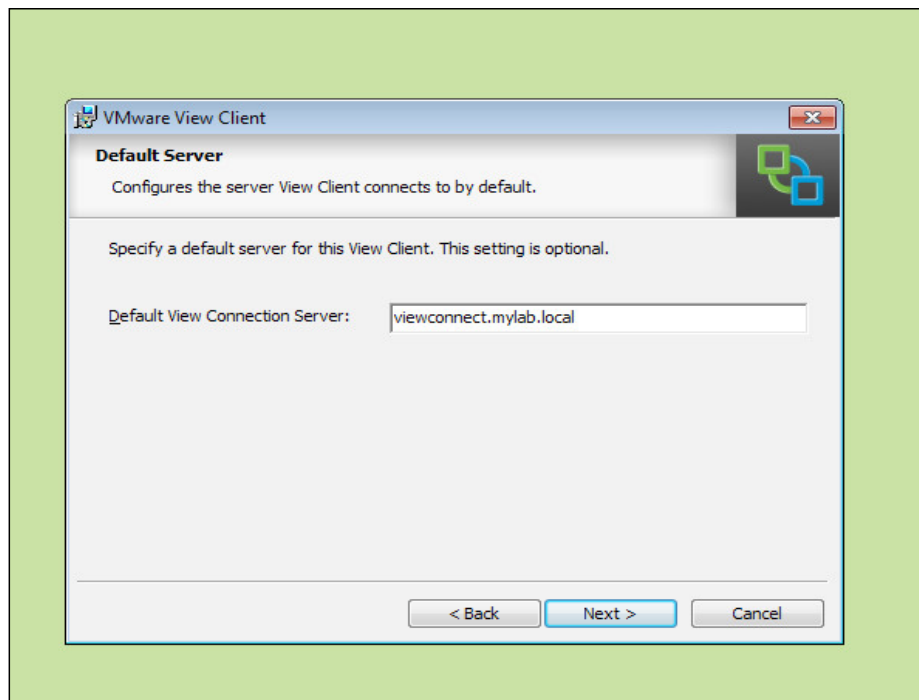 VMware View Client
Default Server
Configures the server View Client connects to by default.
Specify a default server for this View Client. This setting is optional.
Default View Connection Server: viewconnect.mylab.local
< Back Next > Cancel